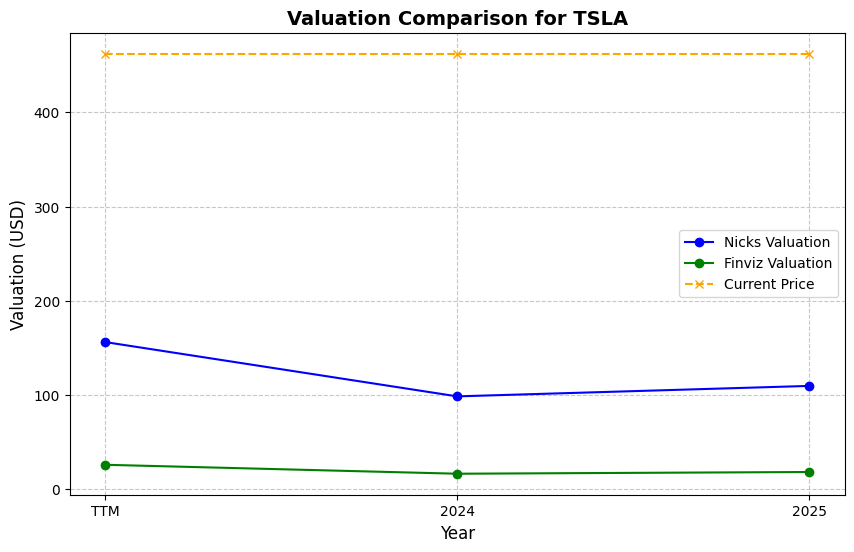 Valuation Comparison for TSLA
Valuation (USD)
400
300
200
100
0
Nicks Valuation
Finviz Valuation
Current Price
TTM
2024
2025
Year